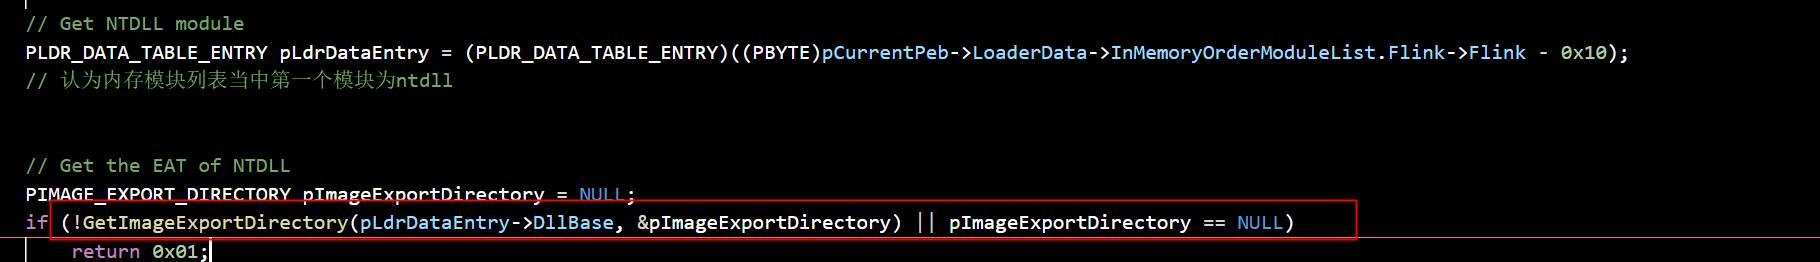 // Get NTDLL module
PLDR_DATA_TABLE_ENTRY pLdrDataEntry = (PLDR_DATA_TABLE_ENTRY)((PBYTE)pCurrentPeb->LoaderData->InMemoryOrderModuleList.Flink->Flink - 0x10);
// 认为内存模块列表当中第一个模块为ntdll
// Get the EAT of NTDLL
PIMAGE_EXPORT_DIRECTORY pImageExportDirectory = NULL;
if (!GetImageExportDirectory(pLdrDataEntry->DllBase, &pImageExportDirectory) || pImageExportDirectory == NULL)
return 0x01;